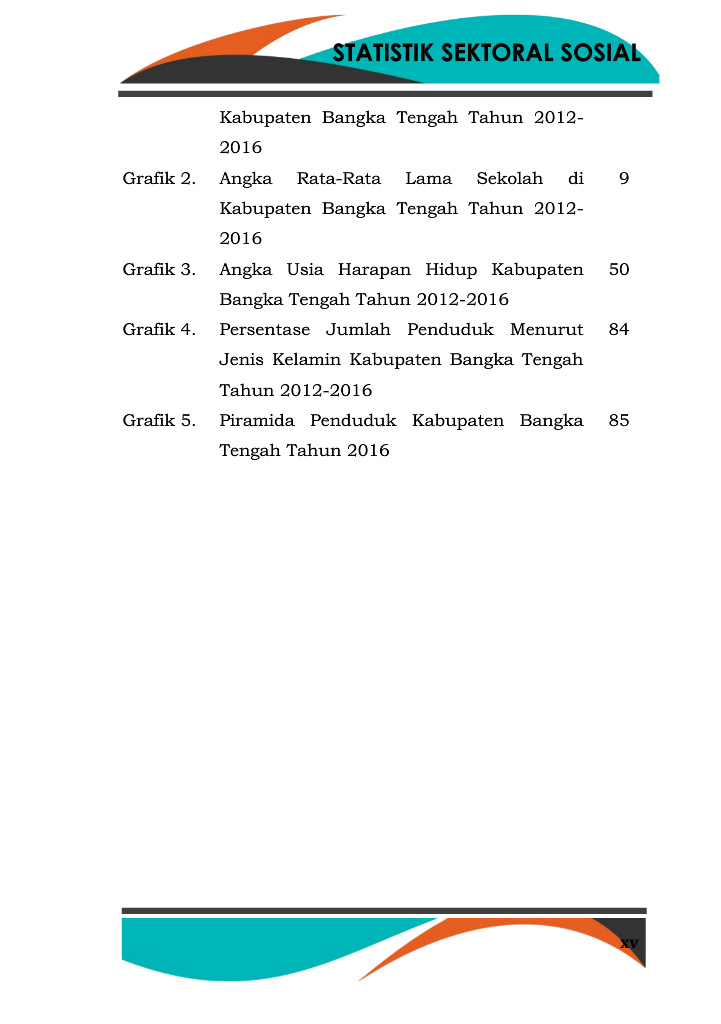 STATISTIK SEKTORAL SOSIAL
Kabupaten Bangka Tengah Tahun 2012-
2016
Grafik 2. Angka Rata-Rata Lama Sekolah di 9
Kabupaten Bangka Tengah Tahun 2012-
2016
Grafik 3. Angka Usia Harapan Hidup Kabupaten 50
Bangka Tengah Tahun 2012-2016
Grafik 4. Persentase Jumlah Penduduk Menurut 84
Jenis Kelamin Kabupaten Bangka Tengah
Tahun 2012-2016
Grafik 5. Piramida Penduduk Kabupaten Bangka 85
Tengah Tahun 2016
xv